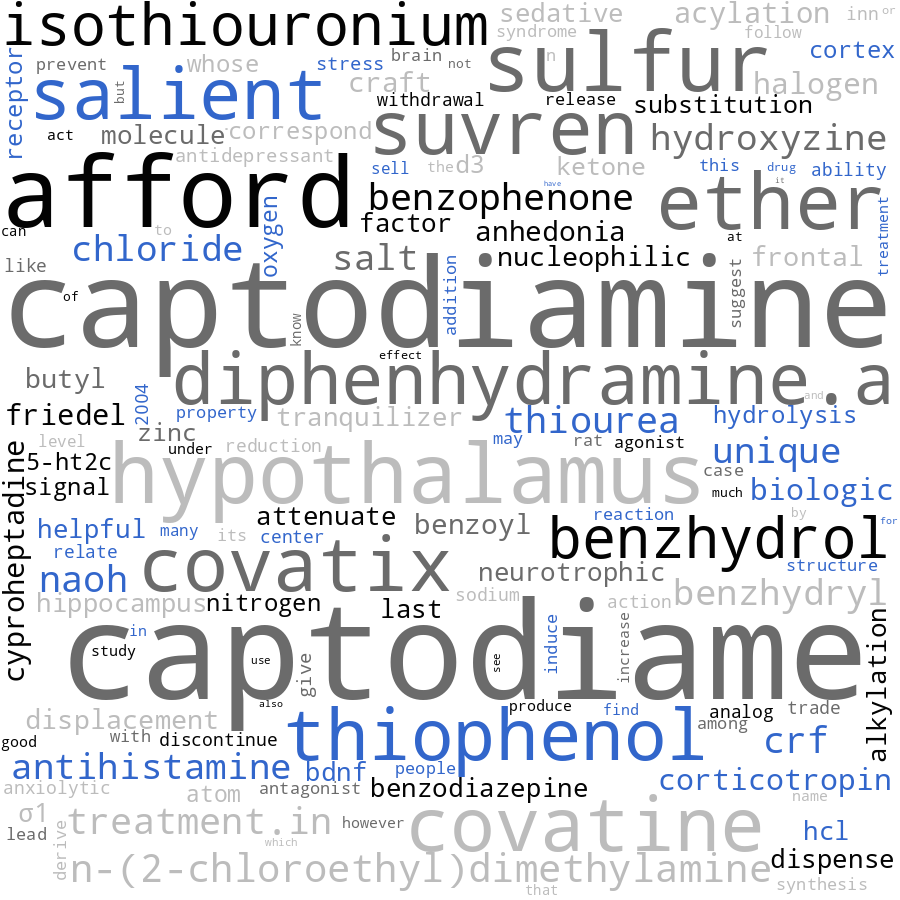 isothiouronium
sedative
acylation
inn
or
syndrome
follow
receptor
prevent
whose
stress
brain
not
sulfur
n
cortex
salient
but
craft
halogen
withdrawal
release
substitution
act
molecule
correspond
suvren
hydroxyzine
antidepressant
the
d3
ketone
sell
this
drug
ability
it
afford
have
benzophenone
ether
treatment
can
to
factor
anhedonia
at
oxygen
chloride
like
salt
nucleophilic
frontal
addition
suggest
captodiamine
of
know
effect
butyl
diphenhydramine.a
2004
and
friedel
property
tranquilizer
thiourea
hydrolysis
zinc
level
under
reduction
may
rat
agonist
unique
cyproheptadine
5-ht2c
hypothalamus
case
signal
much
biologic
attenuate
benzoyl
reaction
by
for
helpful
many
its
center
benzhydrol
relate
covatix
structure
naoh
neurotrophic
hippocampus
nitrogen
last
sodium
action
benzhydryl
in
captodiame
induce
increase
alkylation
study
use
give
see
also
produce
find
analog
trade
displacement
among
good
with
discontinue
thiophenol
crf
antihistamine
bdnf
people
anxiolytic
atom
antagonist
benzodiazepine
corticotropin
name
σ1
lead
treatment.in
however
covatine
hcl
derive
which
n-(2-chloroethyl)dimethylamine
dispense
that
synthesis